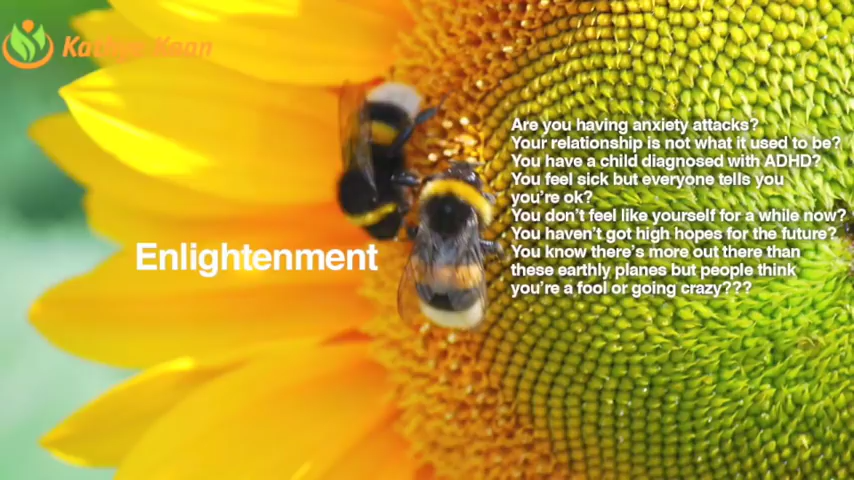 Enlightenment
Are you having anxiety attacks?
Your relationship is not what it used to be?
You have a child diagnosed with ADHD?
You feel sick but everyone tells you
you're ok?
You don't feel like yourself for a while now?
You haven't got high hopes for the future?
You know there's more out there than
these earthly planes but people think
you're a fool or going crazy???